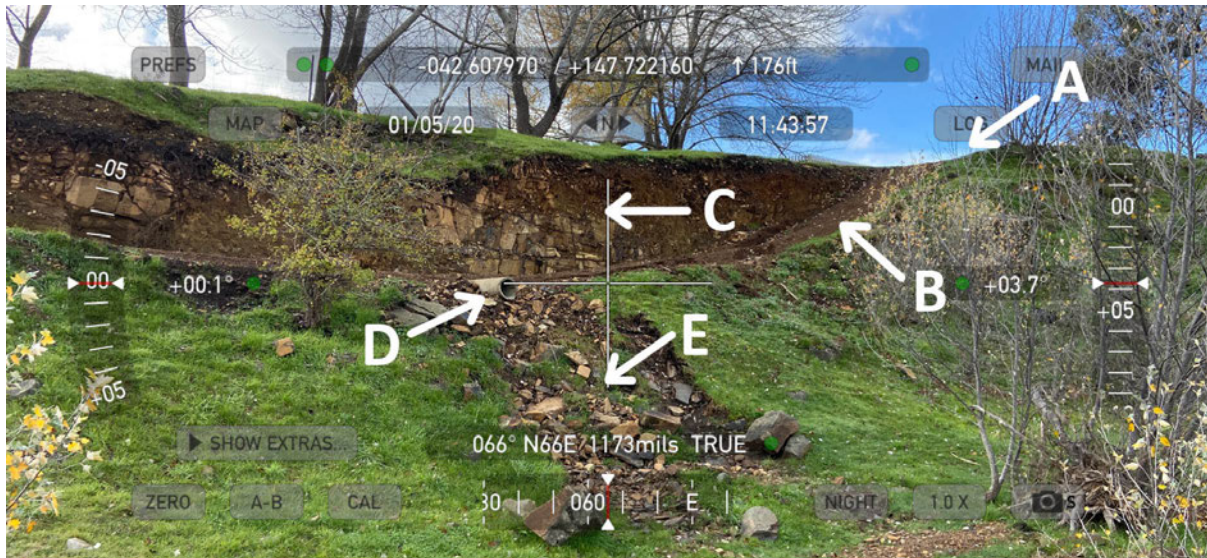 PREFS -042.607970° / +147.722160° ↑ 176ft MAIL
A
MAP 01/05/20 ◀N▶ 11:43:57 LOG
-05
00
C
B
00
+00.1°
+03.7°
+05
D
E
+05
▶ SHOW EXTRAS...
066° N66E 1173mils TRUE
ZERO A-B CAL 30 060 E NIGHT 1.0 X S